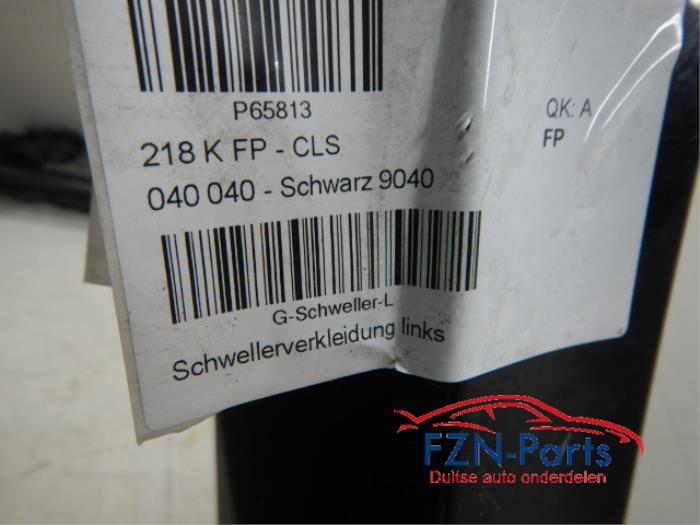 P65813
QK: A
218 K FP - CLS
FP
040 040 - Schwarz 9040
G-Schweller-L
Schwellerverkleidung links
FZN-Parts
Duitse auto onderdelen